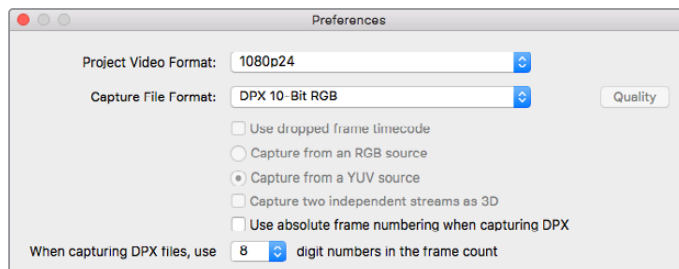 Preferences
Project Video Format: 1080p24
Capture File Format: DPX 10-Bit RGB Quality
Use dropped frame timecode
Capture from an RGB source
Capture from a YUV source
Capture two independent streams as 3D
Use absolute frame numbering when capturing DPX
When capturing DPX files, use 8 digit numbers in the frame count